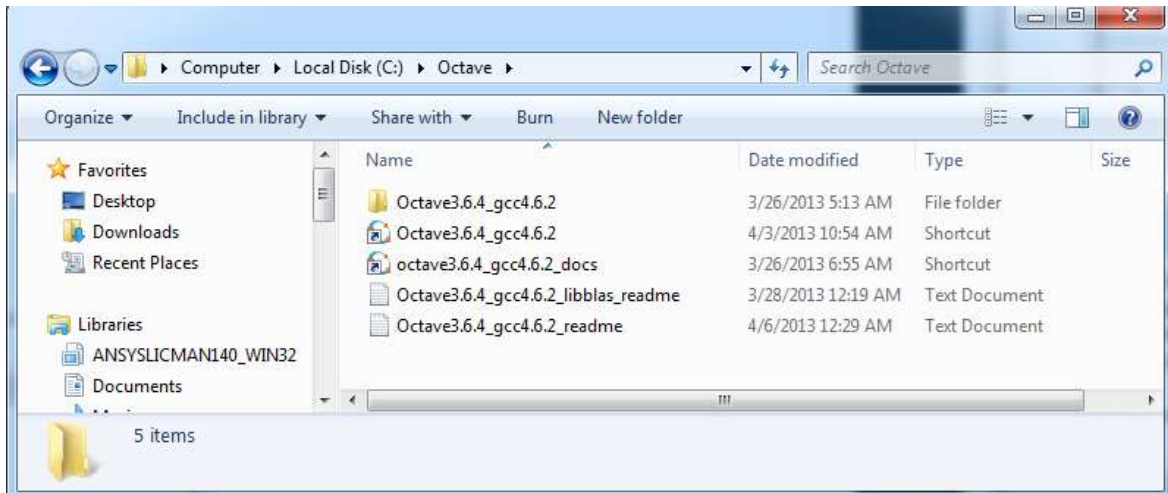 Computer Local Disk (C:) Octave Search Octave
Organize Include in library Share with Burn New folder
Favorites
Desktop
Downloads
Recent Places
Libraries
ANSYSLICMAN140_WIN32
Documents
Name Date modified Type Size
Octave3.6.4_gcc4.6.2 3/26/2013 5:13 AM File folder
Octave3.6.4_gcc4.6.2 4/3/2013 10:54 AM Shortcut
octave3.6.4_gcc4.6.2_docs 3/26/2013 6:55 AM Shortcut
Octave3.6.4_gcc4.6.2_libblas_readme 3/28/2013 12:19 AM Text Document
Octave3.6.4_gcc4.6.2_readme 4/6/2013 12:29 AM Text Document
5 items